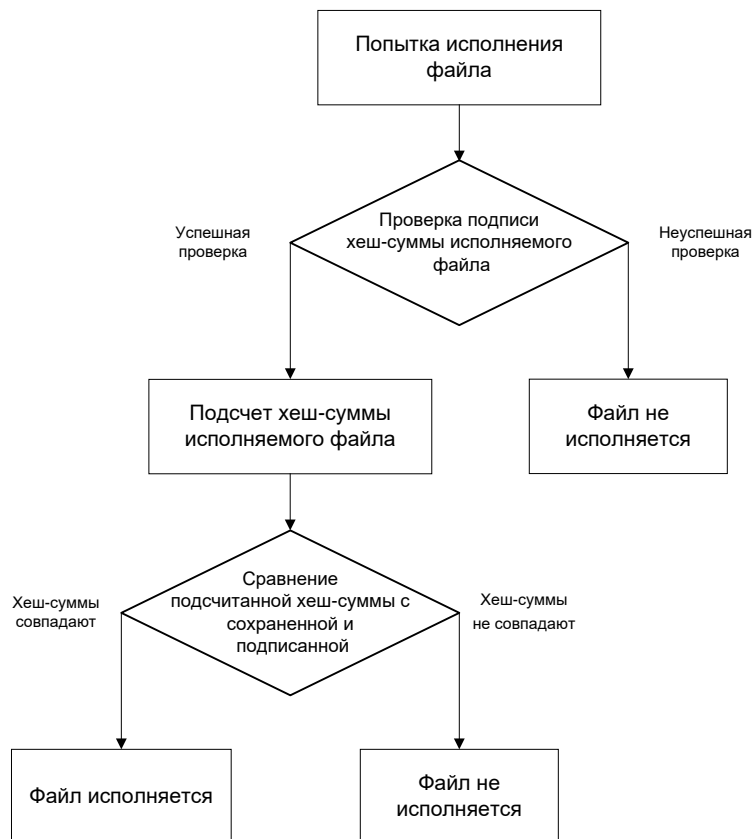 Попытка исполнения
файла
Успешная
проверка
Проверка подписи
хеш-суммы исполняемого
файла
Неуспешная
проверка
Подсчет хеш-суммы
исполняемого файла
Файл не
исполняется
Хеш-суммы
совпадают
Сравнение
подсчитанной хеш-суммы с
сохраненной и
подписанной
Хеш-суммы
не совпадают
Файл исполняется
Файл не
исполняется